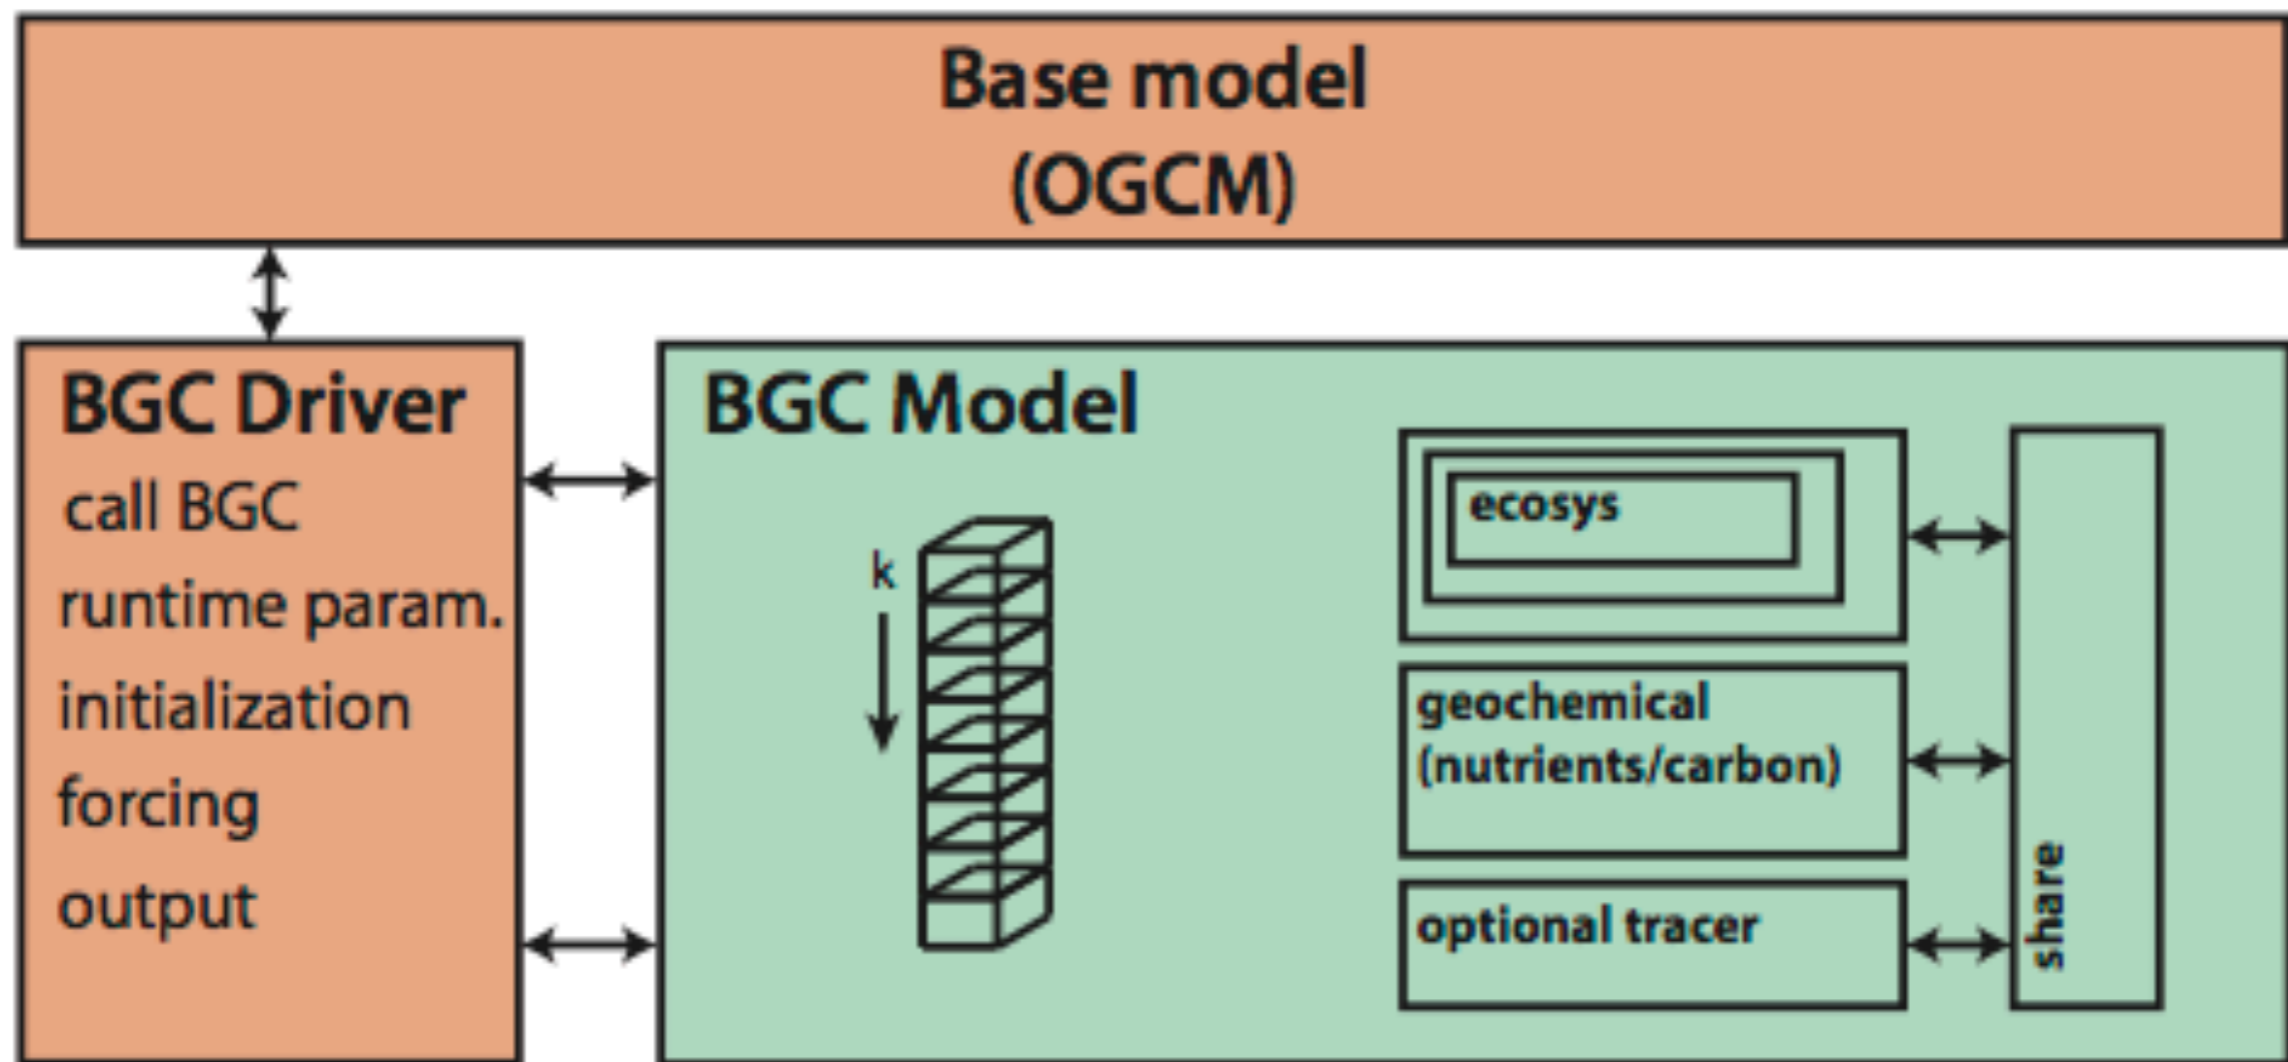 Base model
(OGCM)
BGC Driver
call BGC
runtime param.
initialization
forcing
output
BGC Model
k
ecosys
geochemical
(nutrients/carbon)
optional tracer
share